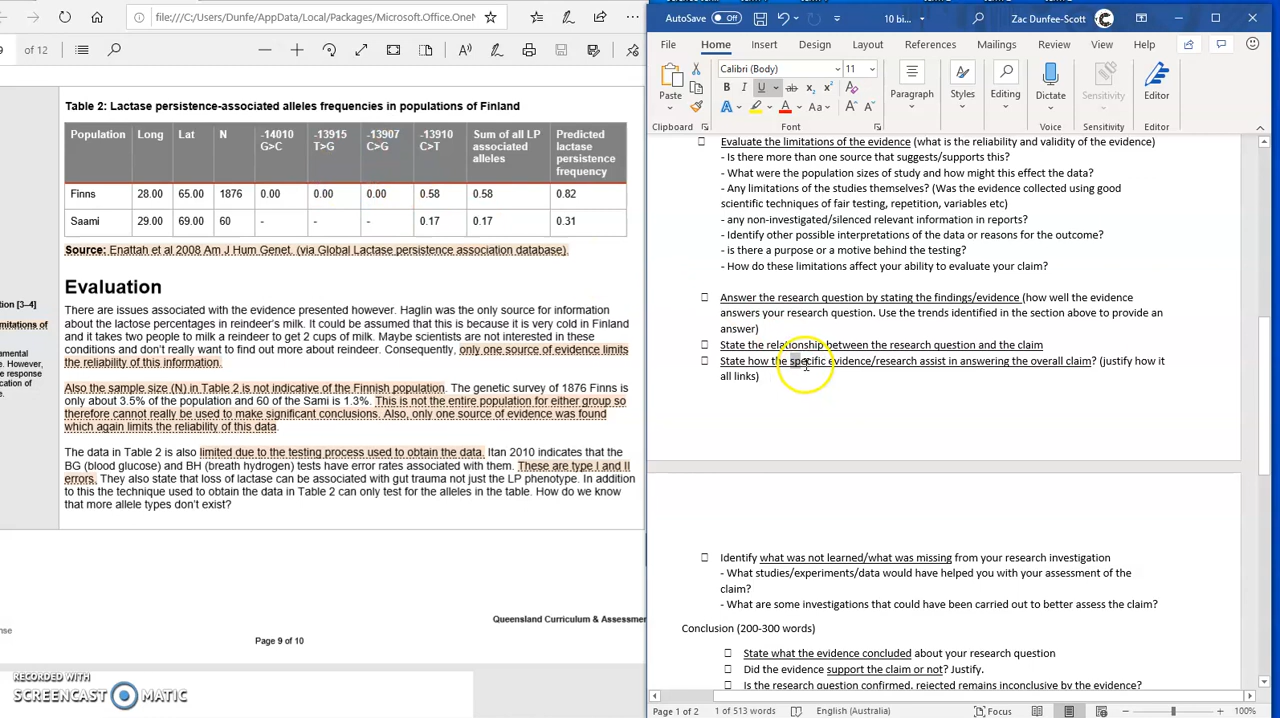 file:///C:/Users/Dunfe/AppData/Local/Packages/Microsoft.Office.OneN
9 of 12
Table 2: Lactase persistence-associated alleles frequencies in populations of Finland
Population Long Lat N -14010 G>C -13915 T>G -13907 C>G -13910 C>T Sum of all LP associated alleles Predicted lactase persistence frequency
Finns 28.00 65.00 1876 0.00 0.00 0.00 0.58 0.58 0.82
Saami 29.00 69.00 60 - - - 0.17 0.17 0.31
Source: Enattah et al 2008 Am J Hum Genet. (via Global Lactase persistence association database).
Evaluation
There are issues associated with the evidence presented however. Haglin was the only source for information
about the lactose percentages in reindeer's milk. It could be assumed that this is because it is very cold in Finland
and it takes two people to milk a reindeer to get 2 cups of milk. Maybe scientists are not interested in these
conditions and don't really want to find out more about reindeer. Consequently, only one source of evidence limits
the reliability of this information.
Also the sample size (N) in Table 2 is not indicative of the Finnish population. The genetic survey of 1876 Finns is
only about 3.5% of the population and 60 of the Sami is 1.3%. This is not the entire population for either group so
therefore cannot really be used to make significant conclusions. Also, only one source of evidence was found
which again limits the reliability of this data.
The data in Table 2 is also limited due to the testing process used to obtain the data. Itan 2010 indicates that the
BG (blood glucose) and BH (breath hydrogen) tests have error rates associated with them. These are type I and II
errors. They also state that loss of lactase can be associated with gut trauma not just the LP phenotype. In addition
to this the technique used to obtain the data in Table 2 can only test for the alleles in the table. How do we know
that more allele types don't exist?
ion [3–4]
mitations of
mental
ect the
ication of
Queensland Curriculum & Assessmen
Page 9 of 10
nse
RECORDED WITH
SCREENCAST MATIC
AutoSave Off 10 bi... Zac Dunfee-Scott
File Home Insert Design Layout References Mailings Review View Help
Calibri (Body) 11
Paste Paragraph Styles Editing Dictate Sensitivity Editor
Clipboard Font Voice Sensitivity Editor
Evaluate the limitations of the evidence (what is the reliability and validity of the evidence)
- Is there more than one source that suggests/supports this?
- What were the population sizes of study and how might this effect the data?
- Any limitations of the studies themselves? (Was the evidence collected using good
scientific techniques of fair testing, repetition, variables etc)
- any non-investigated/silenced relevant information in reports?
- Identify other possible interpretations of the data or reasons for the outcome?
- is there a purpose or a motive behind the testing?
- How do these limitations affect your ability to evaluate your claim?
Answer the research question by stating the findings/evidence (how well the evidence
answers your research question. Use the trends identified in the section above to provide an
answer)
State the relationship between the research question and the claim
State how the specific evidence/research assist in answering the overall claim? (justify how it
all links)
Identify what was not learned/what was missing from your research investigation
- What studies/experiments/data would have helped you with your assessment of the
claim?
- What are some investigations that could have been carried out to better assess the claim?
Conclusion (200-300 words)
State what the evidence concluded about your research question
Did the evidence support the claim or not? Justify.
Is the research question confirmed, rejected remains inconclusive by the evidence?
Page 1 of 2 1 of 513 words English (Australia) Focus 100%